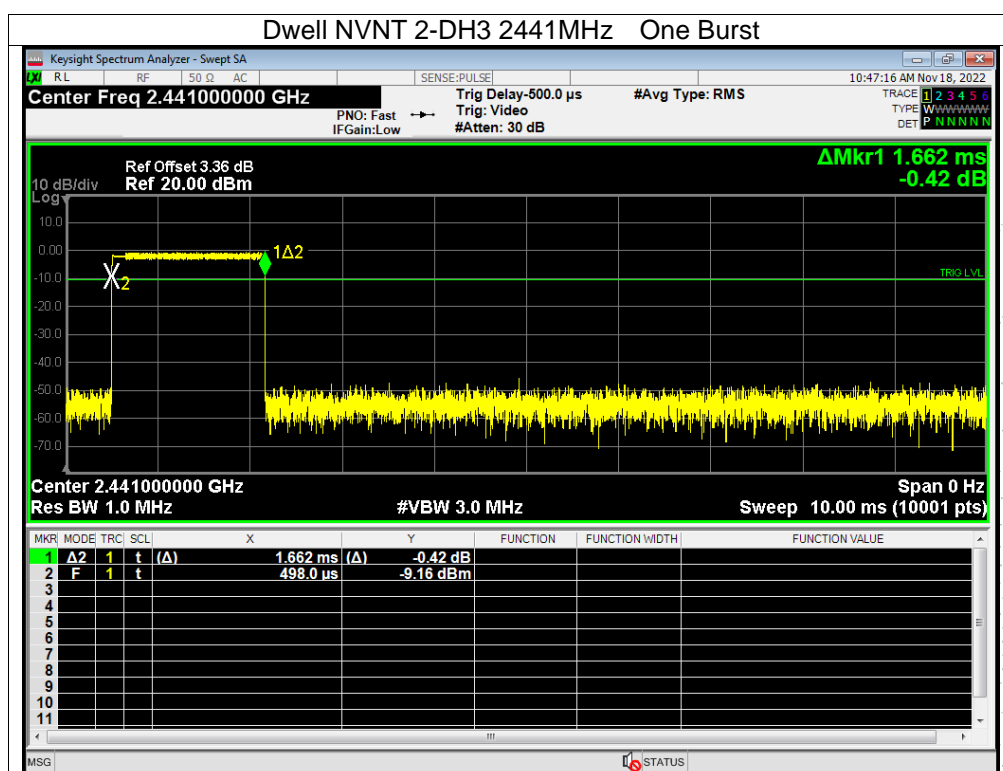 Dwell NVNT 2-DH3 2441MHz One Burst
Keysight Spectrum Analyzer - Swept SA
LXI RL RF 50 Ω AC SENSE:PULSE 10:47:16 AM Nov 18, 2022
Center Freq 2.441000000 GHz
PNO: Fast
IFGain:Low
Trig Delay-500.0 µs
Trig: Video
#Atten: 30 dB
#Avg Type: RMS
TRACE 1 2 3 4 5 6
TYPE WWWWWW
DET P N N N N N
ΔMkr1 1.662 ms
-0.42 dB
Ref Offset 3.36 dB
10 dB/div Ref 20.00 dBm
Log
10.0
0.00
1Δ2
-10.0
2
TRIG LVL
-20.0
-30.0
-40.0
-50.0
-60.0
-70.0
Center 2.441000000 GHz Span 0 Hz
Res BW 1.0 MHz #VBW 3.0 MHz Sweep 10.00 ms (10001 pts)
MKR MODE TRC SCL X Y FUNCTION FUNCTION WIDTH FUNCTION VALUE
1 Δ2 1 t (Δ) 1.662 ms (Δ) -0.42 dB
2 F 1 t 498.0 µs -9.16 dBm
3
4
5
6
7
8
9
10
11
MSG STATUS